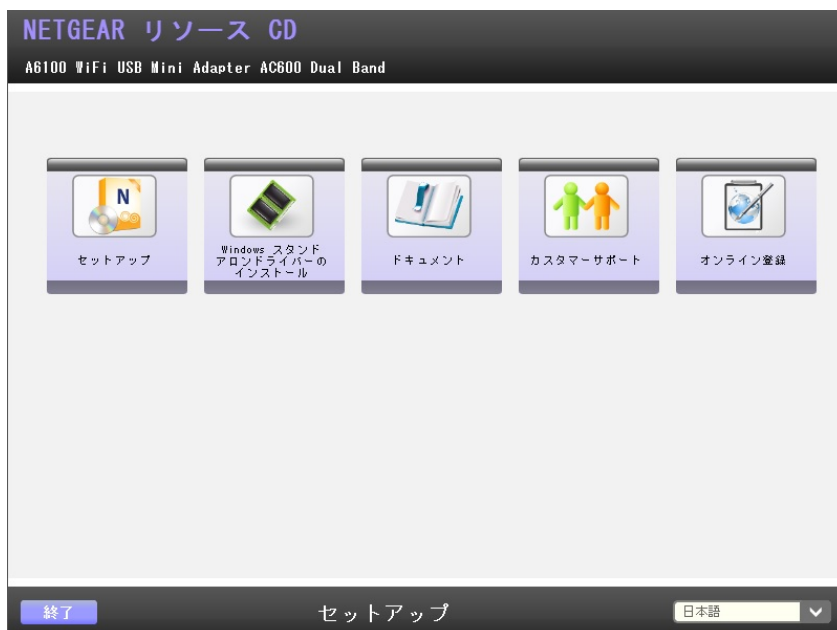 NETGEAR リソース CD
A6100 WiFi USB Mini Adapter AC600 Dual Band
N
セットアップ
Windows スタンド
アロンドライバーの
インストール
ドキュメント
カスタマーサポート
オンライン登録
終了
セットアップ
日本語